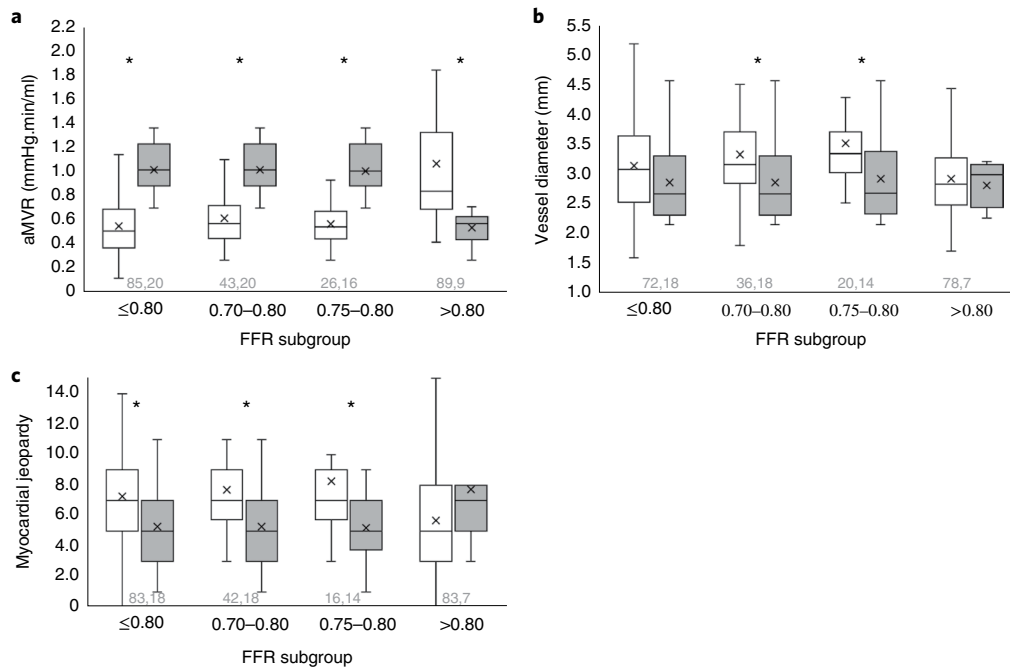 a
aMVR (mmHg.min/ml)
2.2
2.0
1.8
1.6
1.4
1.2
1.0
0.8
0.6
0.4
0.2
0
* * * *
85,20 43,20 26,16 89,9
≤0.80 0.70–0.80 0.75–0.80 >0.80
FFR subgroup
b
Vessel diameter (mm)
5.5
5.0
4.5
4.0
3.5
3.0
2.5
2.0
1.5
1.0
* *
72,18 36,18 20,14 78,7
≤0.80 0.70–0.80 0.75–0.80 >0.80
FFR subgroup
c
Myocardial jeopardy
14.0
12.0
10.0
8.0
6.0
4.0
2.0
0
* * *
83,18 42,18 16,14 83,7
≤0.80 0.70–0.80 0.75–0.80 >0.80
FFR subgroup